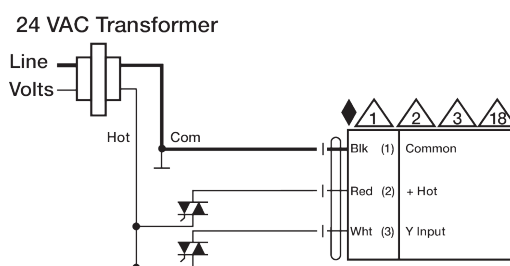 24 VAC Transformer
Line
Volts
Hot
Com
1 2 3 18
Blk (1) Common
Red (2) + Hot
Wht (3) Y Input